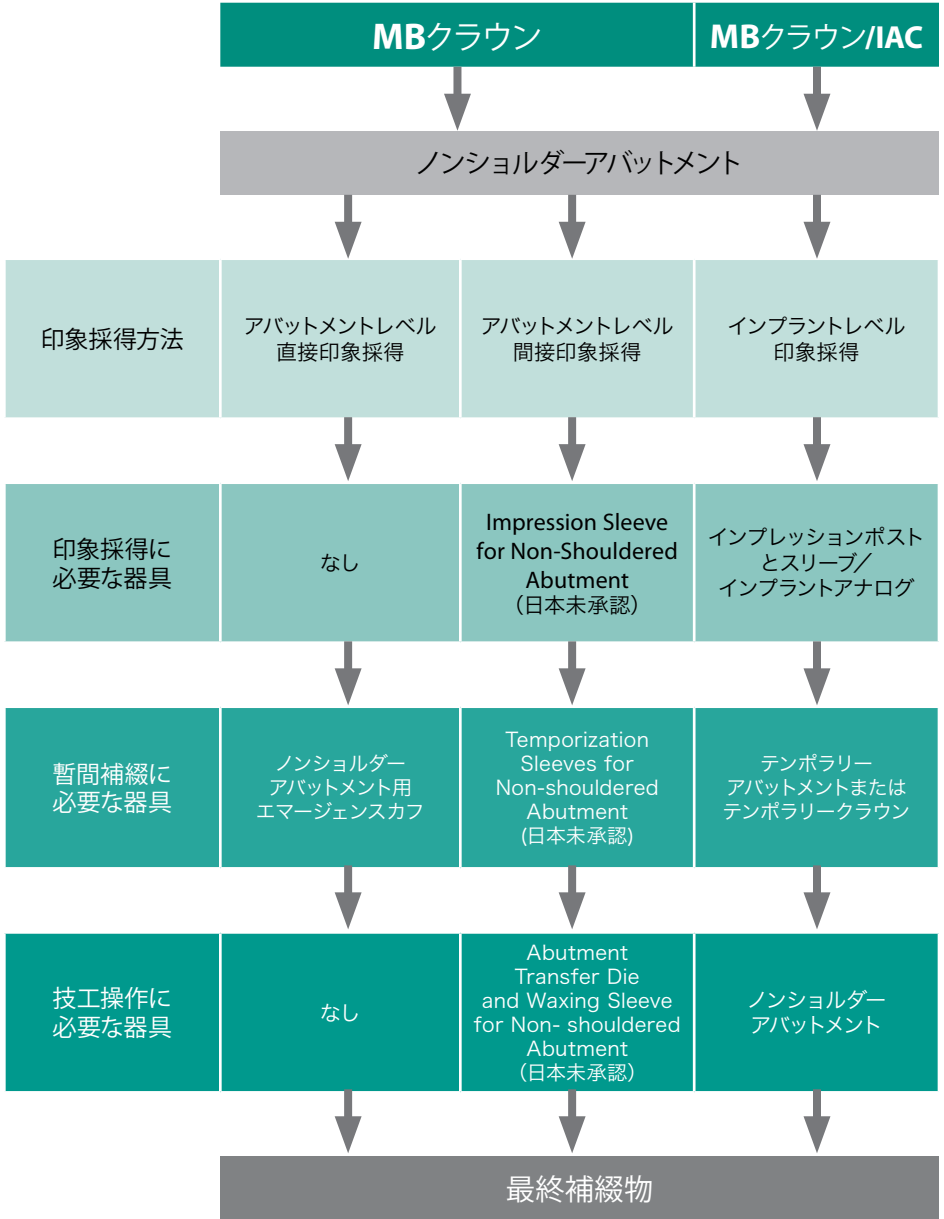 MBクラウン
MBクラウン/IAC
ノンショルダーアバットメント
印象採得方法
アバットメントレベル
直接印象採得
アバットメントレベル
間接印象採得
インプラントレベル
印象採得
印象採得に
必要な器具
なし
Impression Sleeve
for Non-Shouldered
Abutment
（日本未承認）
インプレッションポスト
とスリーブ／
インプラントアナログ
暫間補綴に
必要な器具
ノンショルダー
アバットメント用
エマージェンスカフ
Temporization
Sleeves for
Non-shouldered
Abutment
(日本未承認)
テンポラリー
アバットメントまたは
テンポラリークラウン
技工操作に
必要な器具
なし
Abutment
Transfer Die
and Waxing Sleeve
for Non- shouldered
Abutment
（日本未承認）
ノンショルダー
アバットメント
最終補綴物